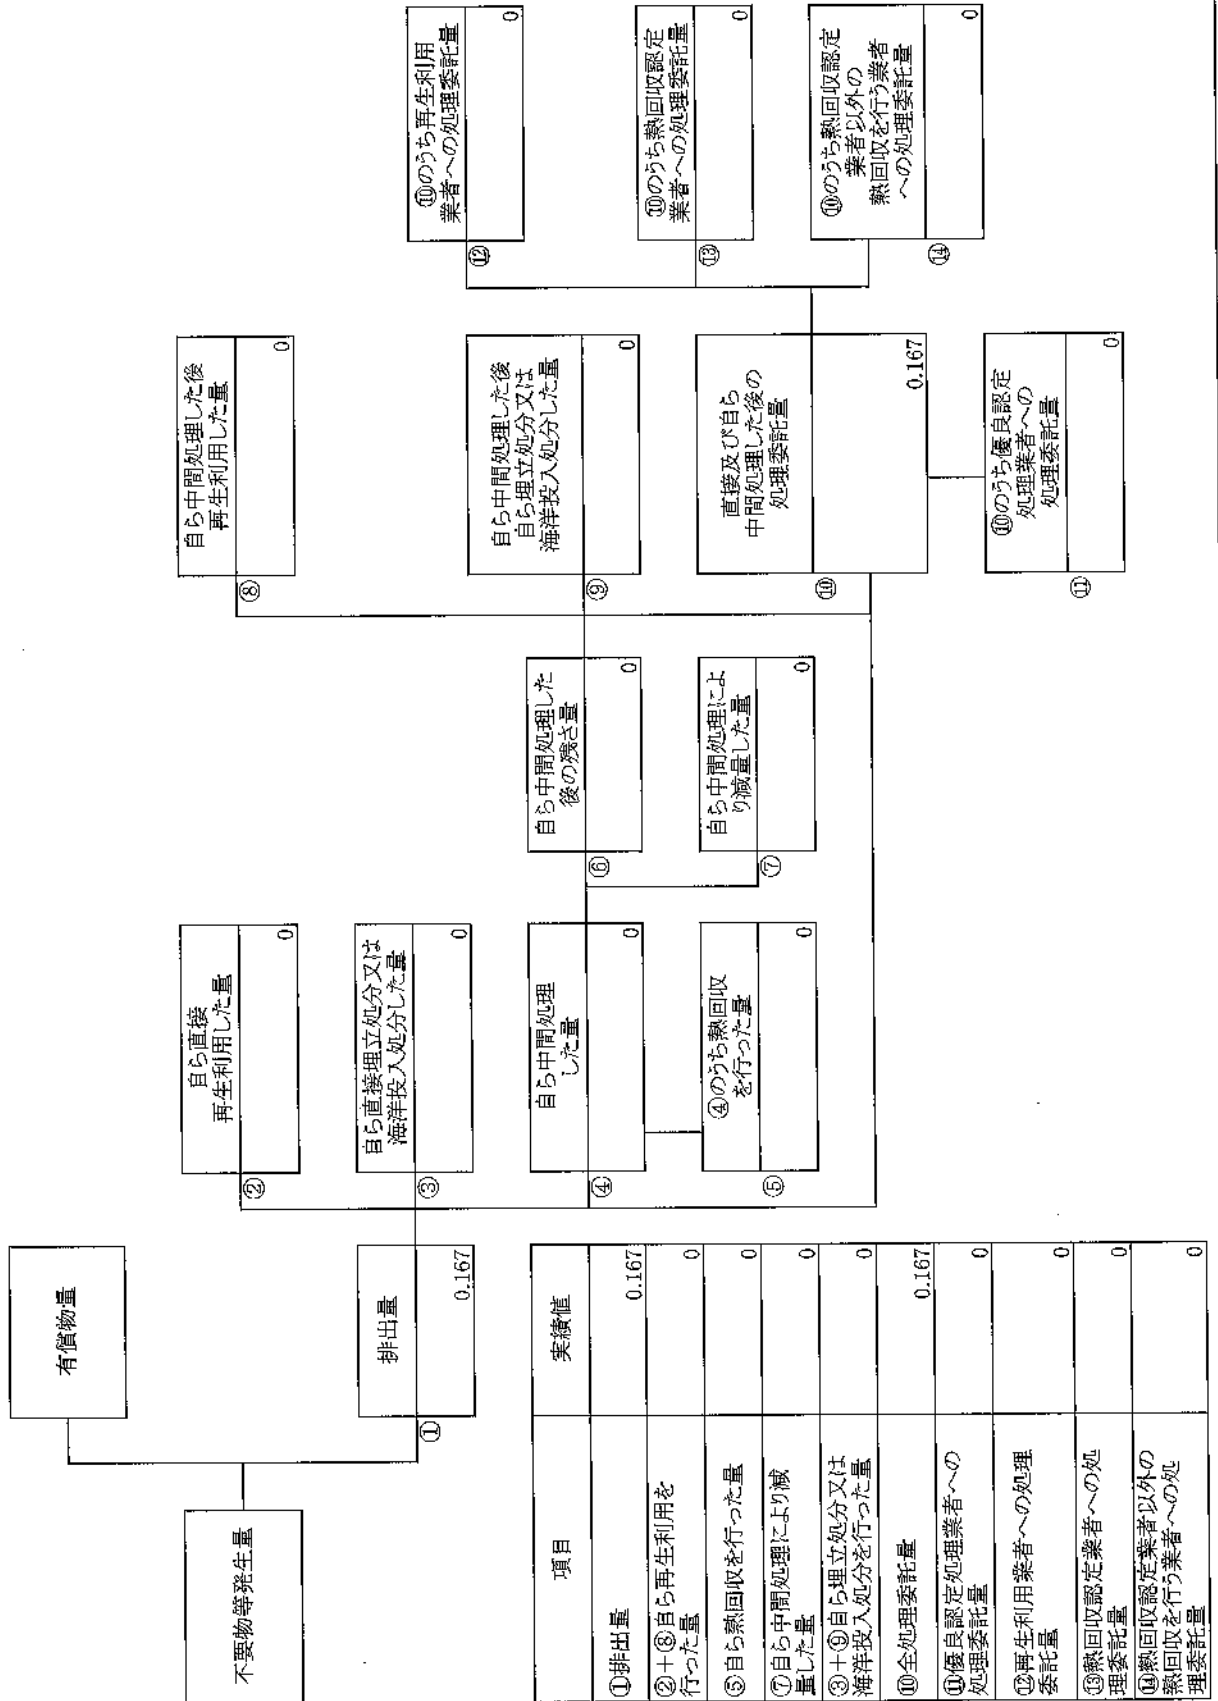 不要物等発生量
有償物量
排出量
①
0.167
自ら直接
再生利用した量
②
0
自ら直接埋立処分又は
海洋投入処分した量
③
0
自ら中間処理
した量
④
0
④のうち熱回収
を行った量
⑤
0
自ら中間処理した
後の残さ量
⑥
0
自ら中間処理によ
り減量した量
⑦
0
自ら中間処理した後
再生利用した量
⑧
0
自ら中間処理した後
自ら埋立処分又は
海洋投入処分した量
⑨
0
直接及び自ら
中間処理した後の
処理委託量
⑩
0.167
⑩のうち優良認定
処理業者への
処理委託量
⑪
0
⑩のうち再生利用
業者への処理委託量
⑫
0
⑩のうち熱回収認定
業者への処理委託量
⑬
0
⑩のうち熱回収認定
業者以外の
熱回収を行う業者
への処理委託量
⑭
0
項目 実績値
①排出量 0.167
②+⑧自ら再生利用を
行った量 0
⑤自ら熱回収を行った量 0
⑦自ら中間処理により減
量した量 0
③+⑨自ら埋立処分又は
海洋投入処分を行った量 0
⑩全処理委託量 0.167
⑪優良認定処理業者への
処理委託量 0
⑫再生利用業者への処理
委託量 0
⑬熱回収認定業者への処
理委託量 0
⑭熱回収認定業者以外の
熱回収を行う業者への処
理委託量 0